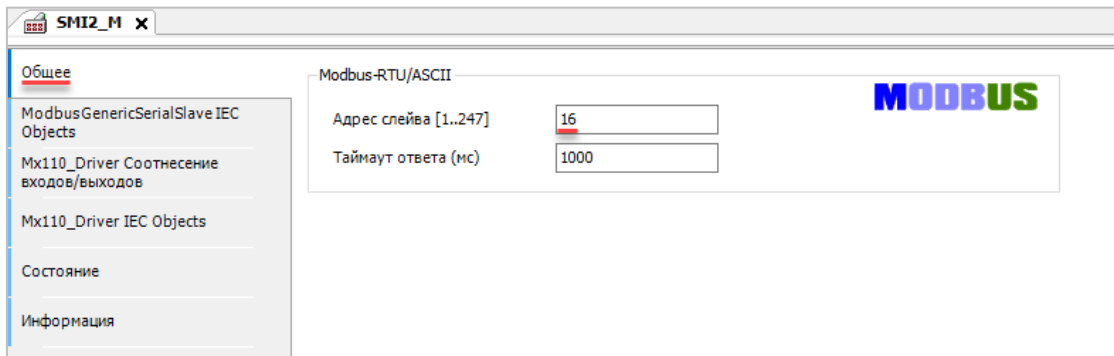 SMI2_M X
Общее
ModbusGenericSerialSlave IEC
Objects
Mx110_Driver Соотнесение
входов/выходов
Mx110_Driver IEC Objects
Состояние
Информация
Modbus-RTU/ASCII
MODBUS
Адрес слейва [1..247] 16
Таймаут ответа (мс) 1000